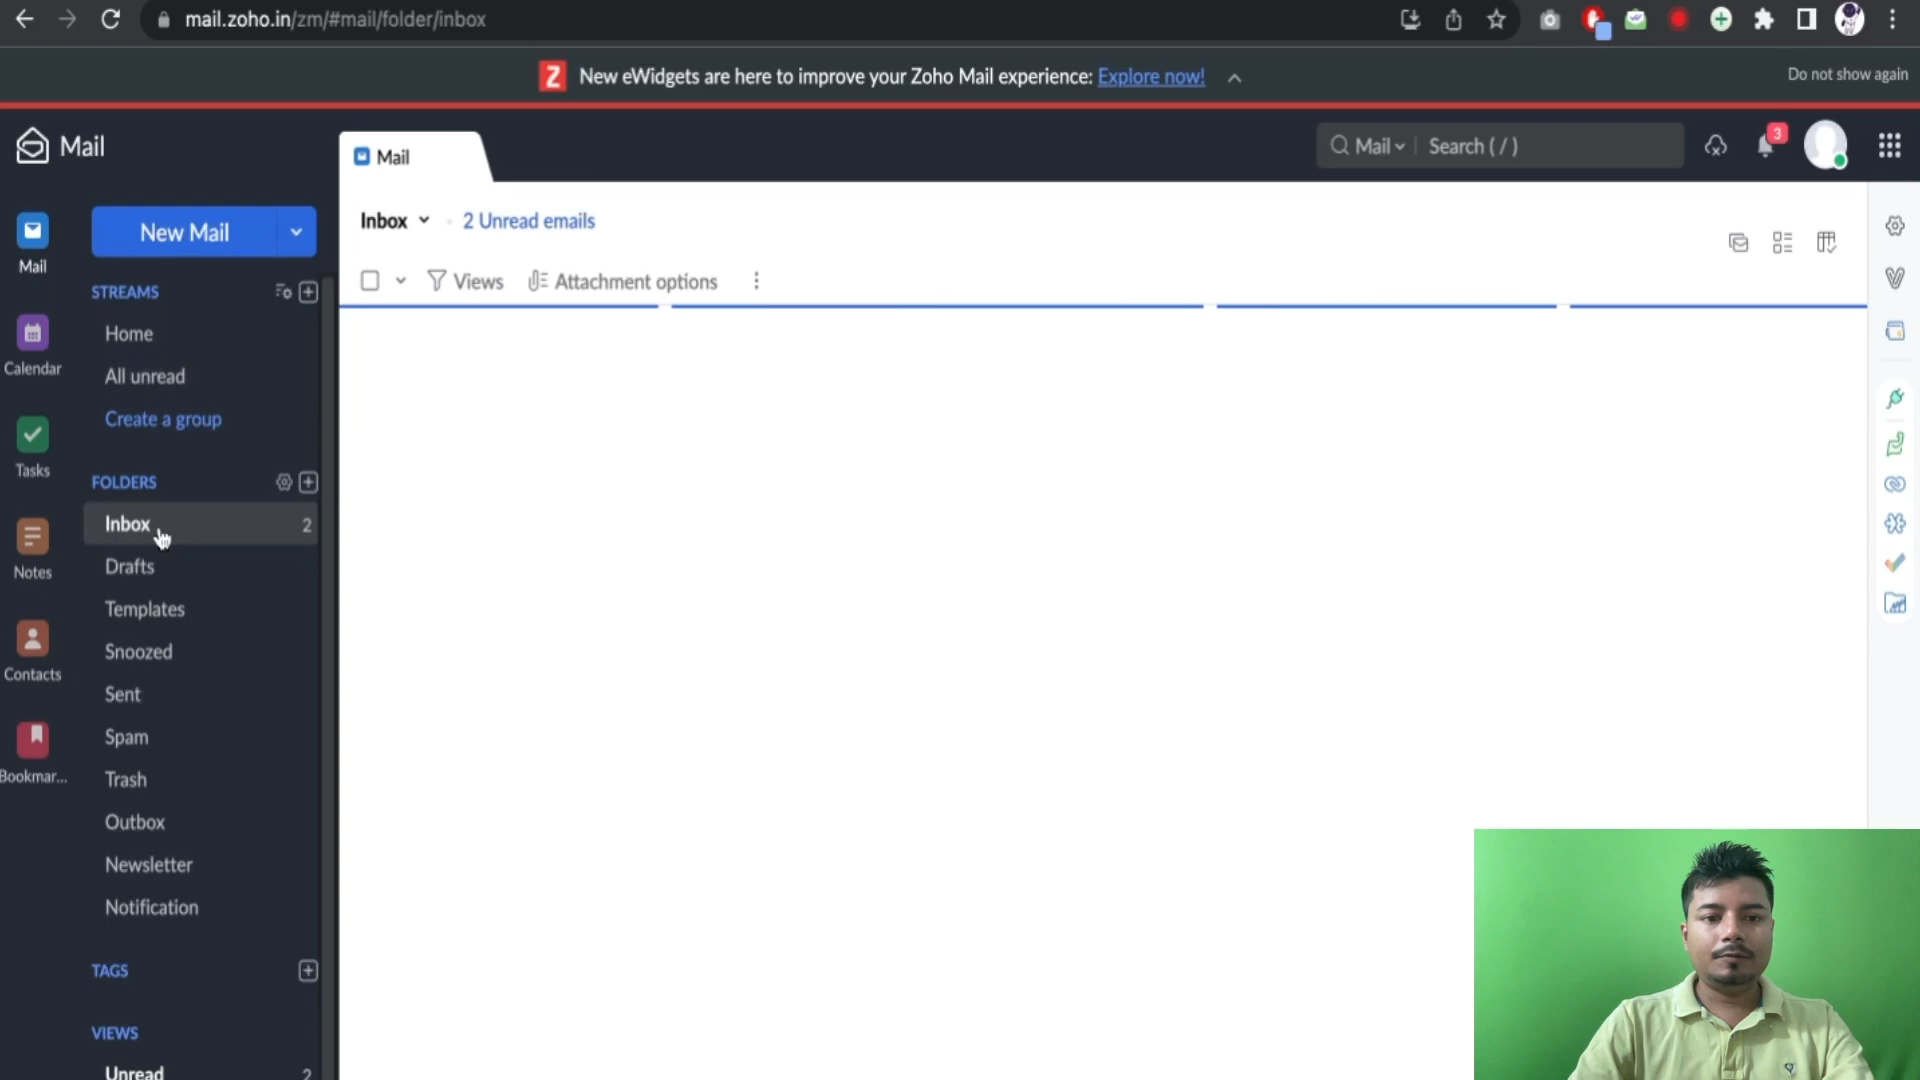 mail.zoho.in/zm/#mail/folder/inbox
Z New eWidgets are here to improve your Zoho Mail experience: Explore now!
Do not show again
Mail
Mail
Mail
Search ( / )
3
New Mail
Inbox
2 Unread emails
Views
Attachment options
Mail
Calendar
Tasks
Notes
Contacts
Bookmar...
STREAMS
Home
All unread
Create a group
FOLDERS
Inbox 2
Drafts
Templates
Snoozed
Sent
Spam
Trash
Outbox
Newsletter
Notification
TAGS
VIEWS
Unread 2